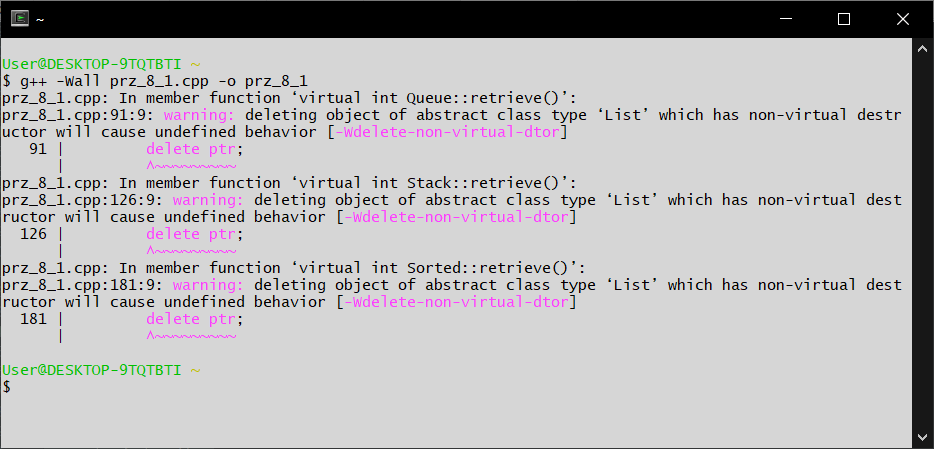 ~
User@DESKTOP-9TQTBTI ~
$ g++ -Wall prz_8_1.cpp -o prz_8_1
prz_8_1.cpp: In member function ‘virtual int Queue::retrieve()’:
prz_8_1.cpp:91:9: warning: deleting object of abstract class type ‘List’ which has non-virtual destr
uctor will cause undefined behavior [-Wdelete-non-virtual-dtor]
   91 |         delete ptr;
      |         ^~~~~~~~~~
prz_8_1.cpp: In member function ‘virtual int Stack::retrieve()’:
prz_8_1.cpp:126:9: warning: deleting object of abstract class type ‘List’ which has non-virtual dest
ructor will cause undefined behavior [-Wdelete-non-virtual-dtor]
  126 |         delete ptr;
      |         ^~~~~~~~~~
prz_8_1.cpp: In member function ‘virtual int Sorted::retrieve()’:
prz_8_1.cpp:181:9: warning: deleting object of abstract class type ‘List’ which has non-virtual dest
ructor will cause undefined behavior [-Wdelete-non-virtual-dtor]
  181 |         delete ptr;
      |         ^~~~~~~~~~
User@DESKTOP-9TQTBTI ~
$